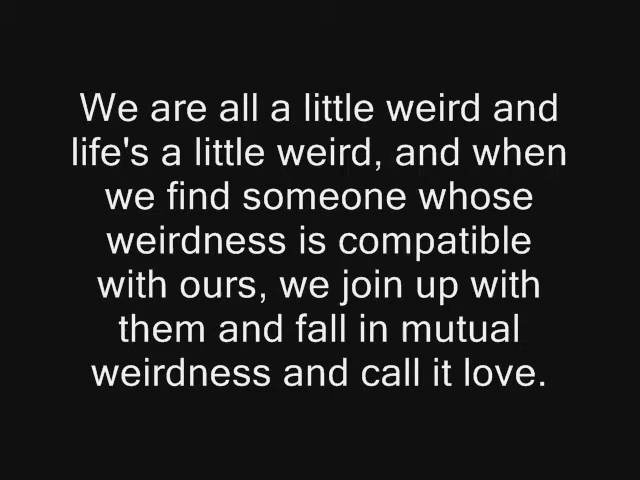 We are all a little weird and
life's a little weird, and when
we find someone whose
weirdness is compatible
with ours, we join up with
them and fall in mutual
weirdness and call it love.